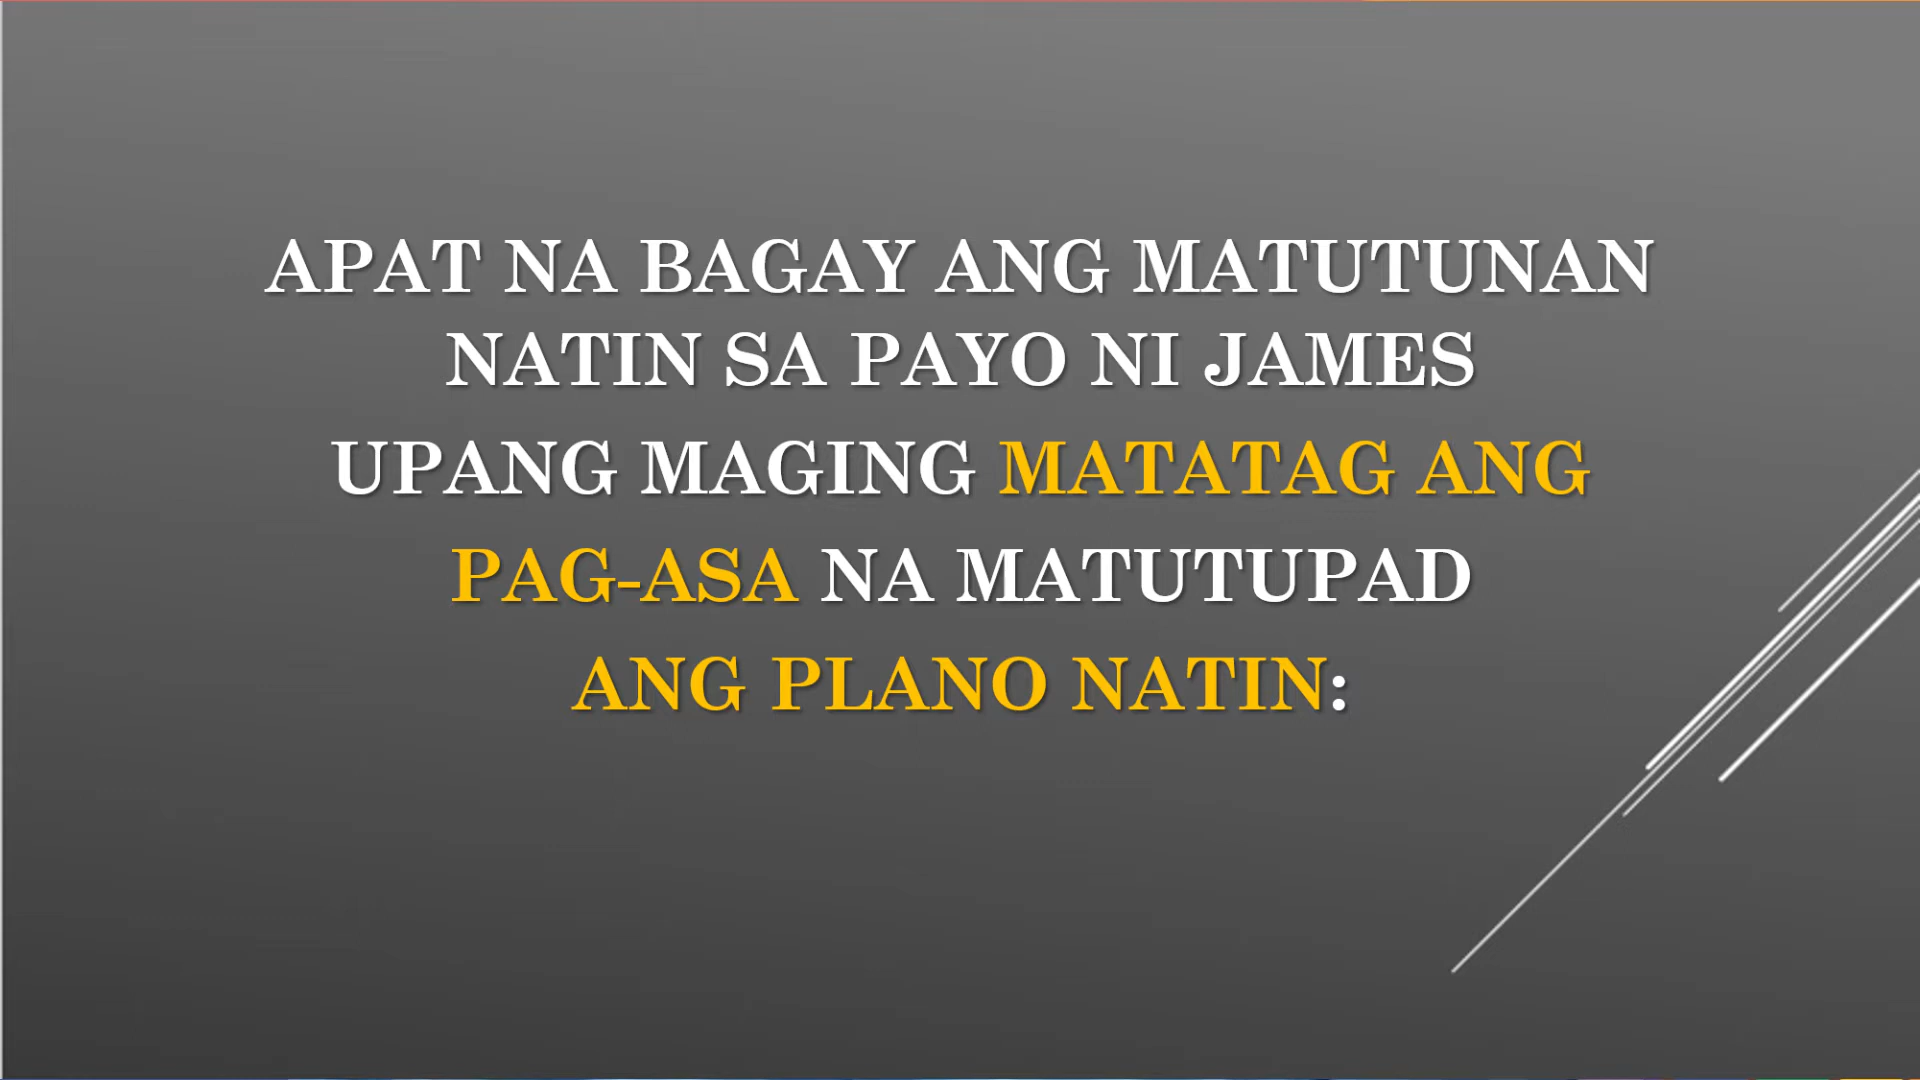 APAT NA BAGAY ANG MATUTUNAN
NATIN SA PAYO NI JAMES
UPANG MAGING MATATAG ANG
PAG-ASA NA MATUTUPAD
ANG PLANO NATIN: